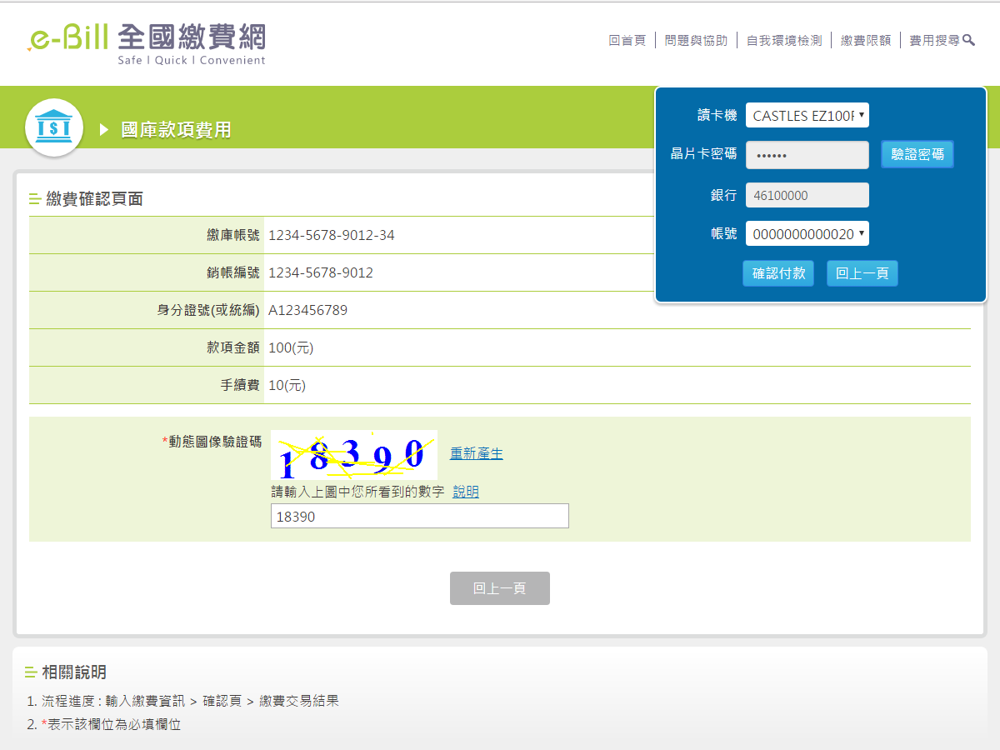 e-Bill 全國繳費網
Safe | Quick | Convenient
回首頁 | 問題與協助 | 自我環境檢測 | 繳費限額 | 費用搜尋
國庫款項費用
讀卡機 CASTLES EZ100P
晶片卡密碼 •••••• 驗證密碼
銀行 46100000
帳號 0000000000020
確認付款 回上一頁
繳費確認頁面
繳庫帳號 1234-5678-9012-34
銷帳編號 1234-5678-9012
身分證號(或統編) A123456789
款項金額 100(元)
手續費 10(元)
*動態圖像驗證碼 18390 重新產生
請輸入上圖中您所看到的數字 說明
18390
回上一頁
相關說明
1. 流程進度 : 輸入繳費資訊 > 確認頁 > 繳費交易結果
2. *表示該欄位為必填欄位